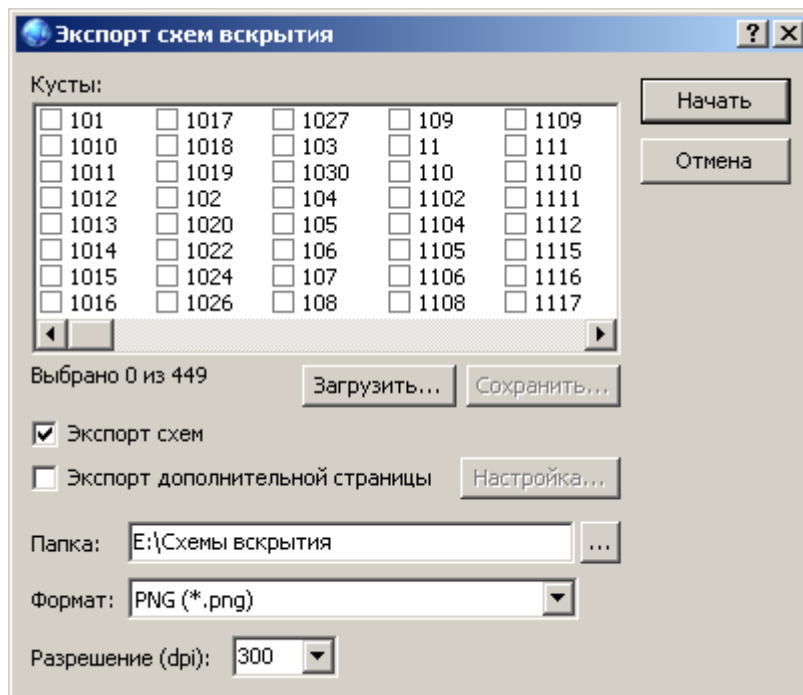 Экспорт схем вскрытия
Кусты:
101 1017 1027 109 1109
1010 1018 103 11 111
1011 1019 1030 110 1110
1012 102 104 1102 1111
1013 1020 105 1104 1112
1014 1022 106 1105 1115
1015 1024 107 1106 1116
1016 1026 108 1108 1117
Начать
Отмена
Выбрано 0 из 449
Загрузить... Сохранить...
Экспорт схем
Экспорт дополнительной страницы Настройка...
Папка: E:\Схемы вскрытия ...
Формат: PNG (*.png)
Разрешение (dpi): 300